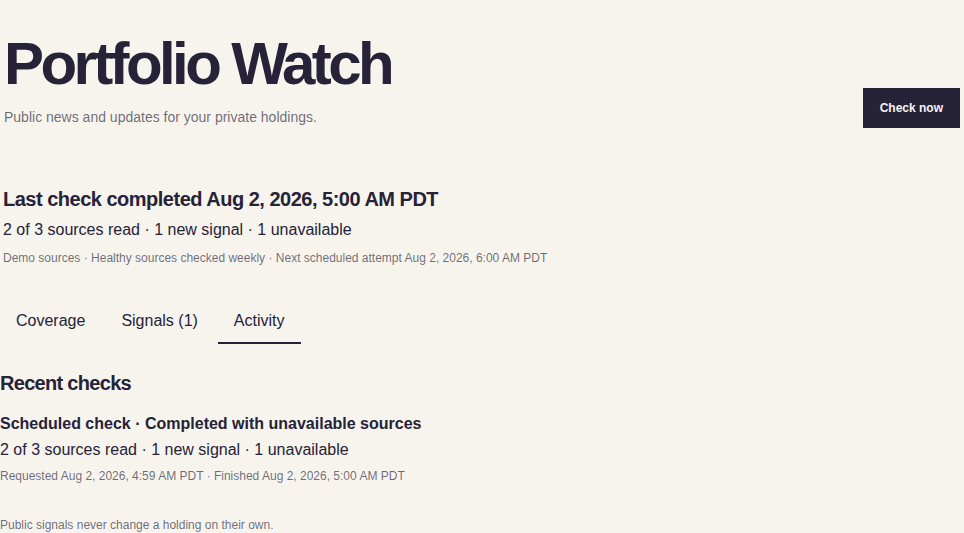 Portfolio Watch
Public news and updates for your private holdings.
Check now
Last check completed Aug 2, 2026, 5:00 AM PDT
2 of 3 sources read · 1 new signal · 1 unavailable
Demo sources · Healthy sources checked weekly · Next scheduled attempt Aug 2, 2026, 6:00 AM PDT
Coverage Signals (1) Activity
Recent checks
Scheduled check · Completed with unavailable sources
2 of 3 sources read · 1 new signal · 1 unavailable
Requested Aug 2, 2026, 4:59 AM PDT · Finished Aug 2, 2026, 5:00 AM PDT
Public signals never change a holding on their own.